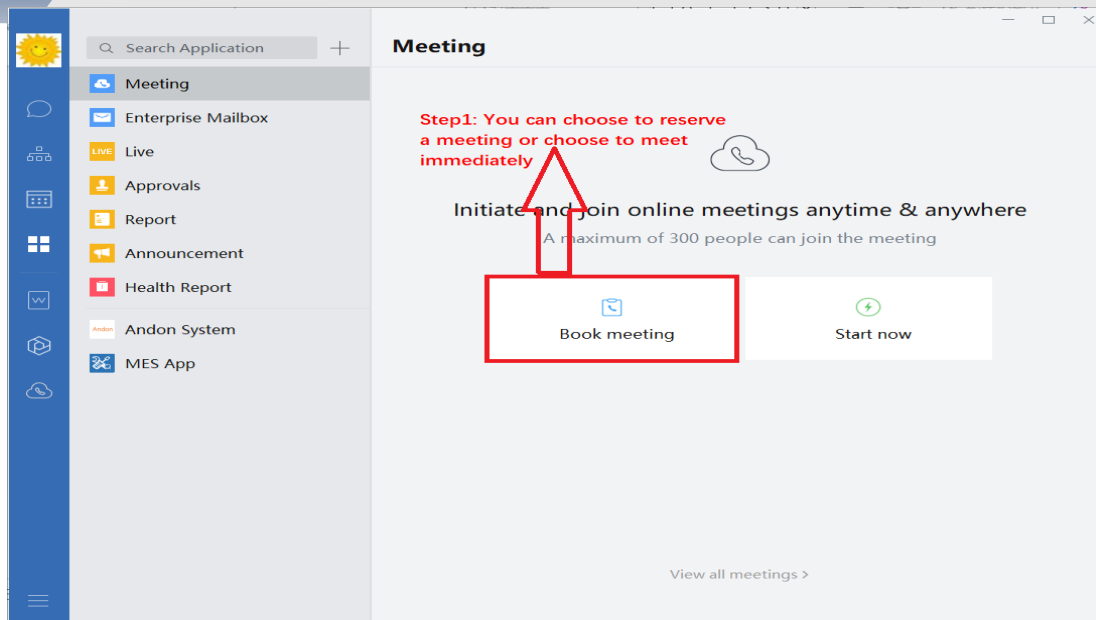 Search Application
Meeting
Meeting
Enterprise Mailbox
LIVE
Live
Approvals
Report
Announcement
Health Report
Andon
Andon System
MES App
Step1: You can choose to reserve
a meeting or choose to meet
immediately
Initiate and join online meetings anytime & anywhere
A maximum of 300 people can join the meeting
Book meeting
Start now
View all meetings >